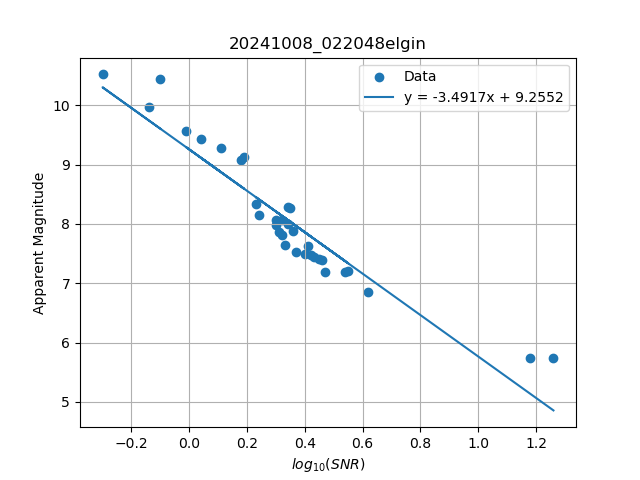 20241008_022048elgin
Data
y = -3.4917x + 9.2552
Apparent Magnitude
10
9
8
7
6
5
−0.2 0.0 0.2 0.4 0.6 0.8 1.0 1.2
log₁₀(SNR)